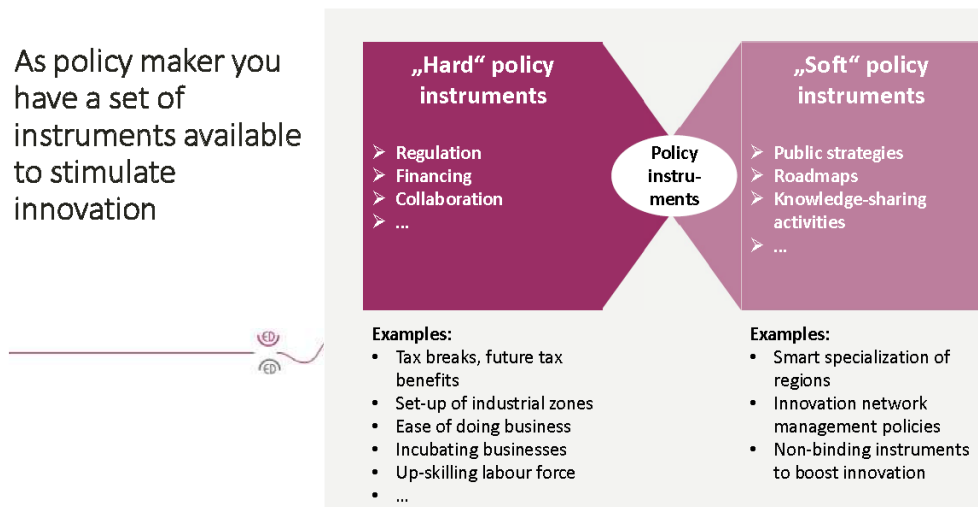 As policy maker you
have a set of
instruments available
to stimulate
innovation
„Hard“ policy
instruments
➢ Regulation
➢ Financing
➢ Collaboration
➢ ...
Policy
instru-
ments
„Soft“ policy
instruments
➢ Public strategies
➢ Roadmaps
➢ Knowledge-sharing
activities
➢ ...
ED
ED
Examples:
• Tax breaks, future tax
benefits
• Set-up of industrial zones
• Ease of doing business
• Incubating businesses
• Up-skilling labour force
• ...
Examples:
• Smart specialization of
regions
• Innovation network
management policies
• Non-binding instruments
to boost innovation